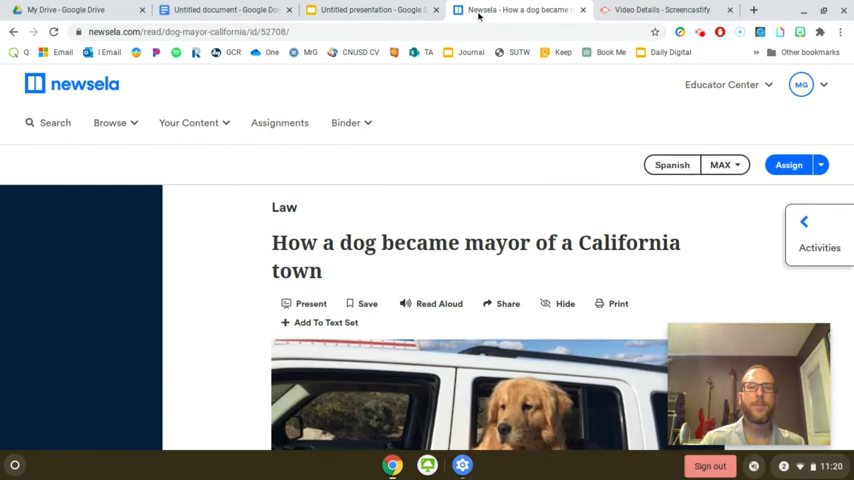 My Drive - Google Drive
Untitled document - Google Doc
Untitled presentation - Google S
Newsela - How a dog became m
Video Details - Screencastify
newsela.com/read/dog-mayor-california/id/52708/
Q
Email
I Email
GCR
One
MrG
CNUSD CV
TA
Journal
SUTW
Keep
Book Me
Daily Digital
Other bookmarks
newsela
Educator Center
MG
Search
Browse
Your Content
Assignments
Binder
Spanish
MAX
Assign
Law
Activities
How a dog became mayor of a California
town
Present
Save
Read Aloud
Share
Hide
Print
Add To Text Set
Sign out
2
11:20